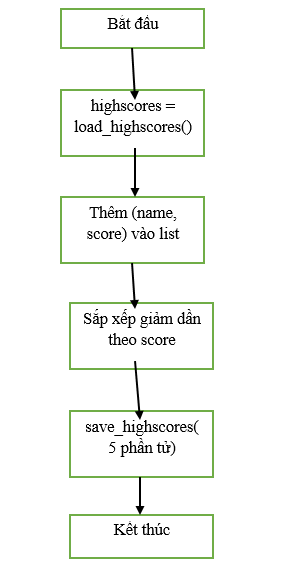 Bắt đầu
highscores =
load_highscores()
Thêm (name,
score) vào list
Sắp xếp giảm dần
theo score
save_highscores(
5 phần tử)
Kết thúc